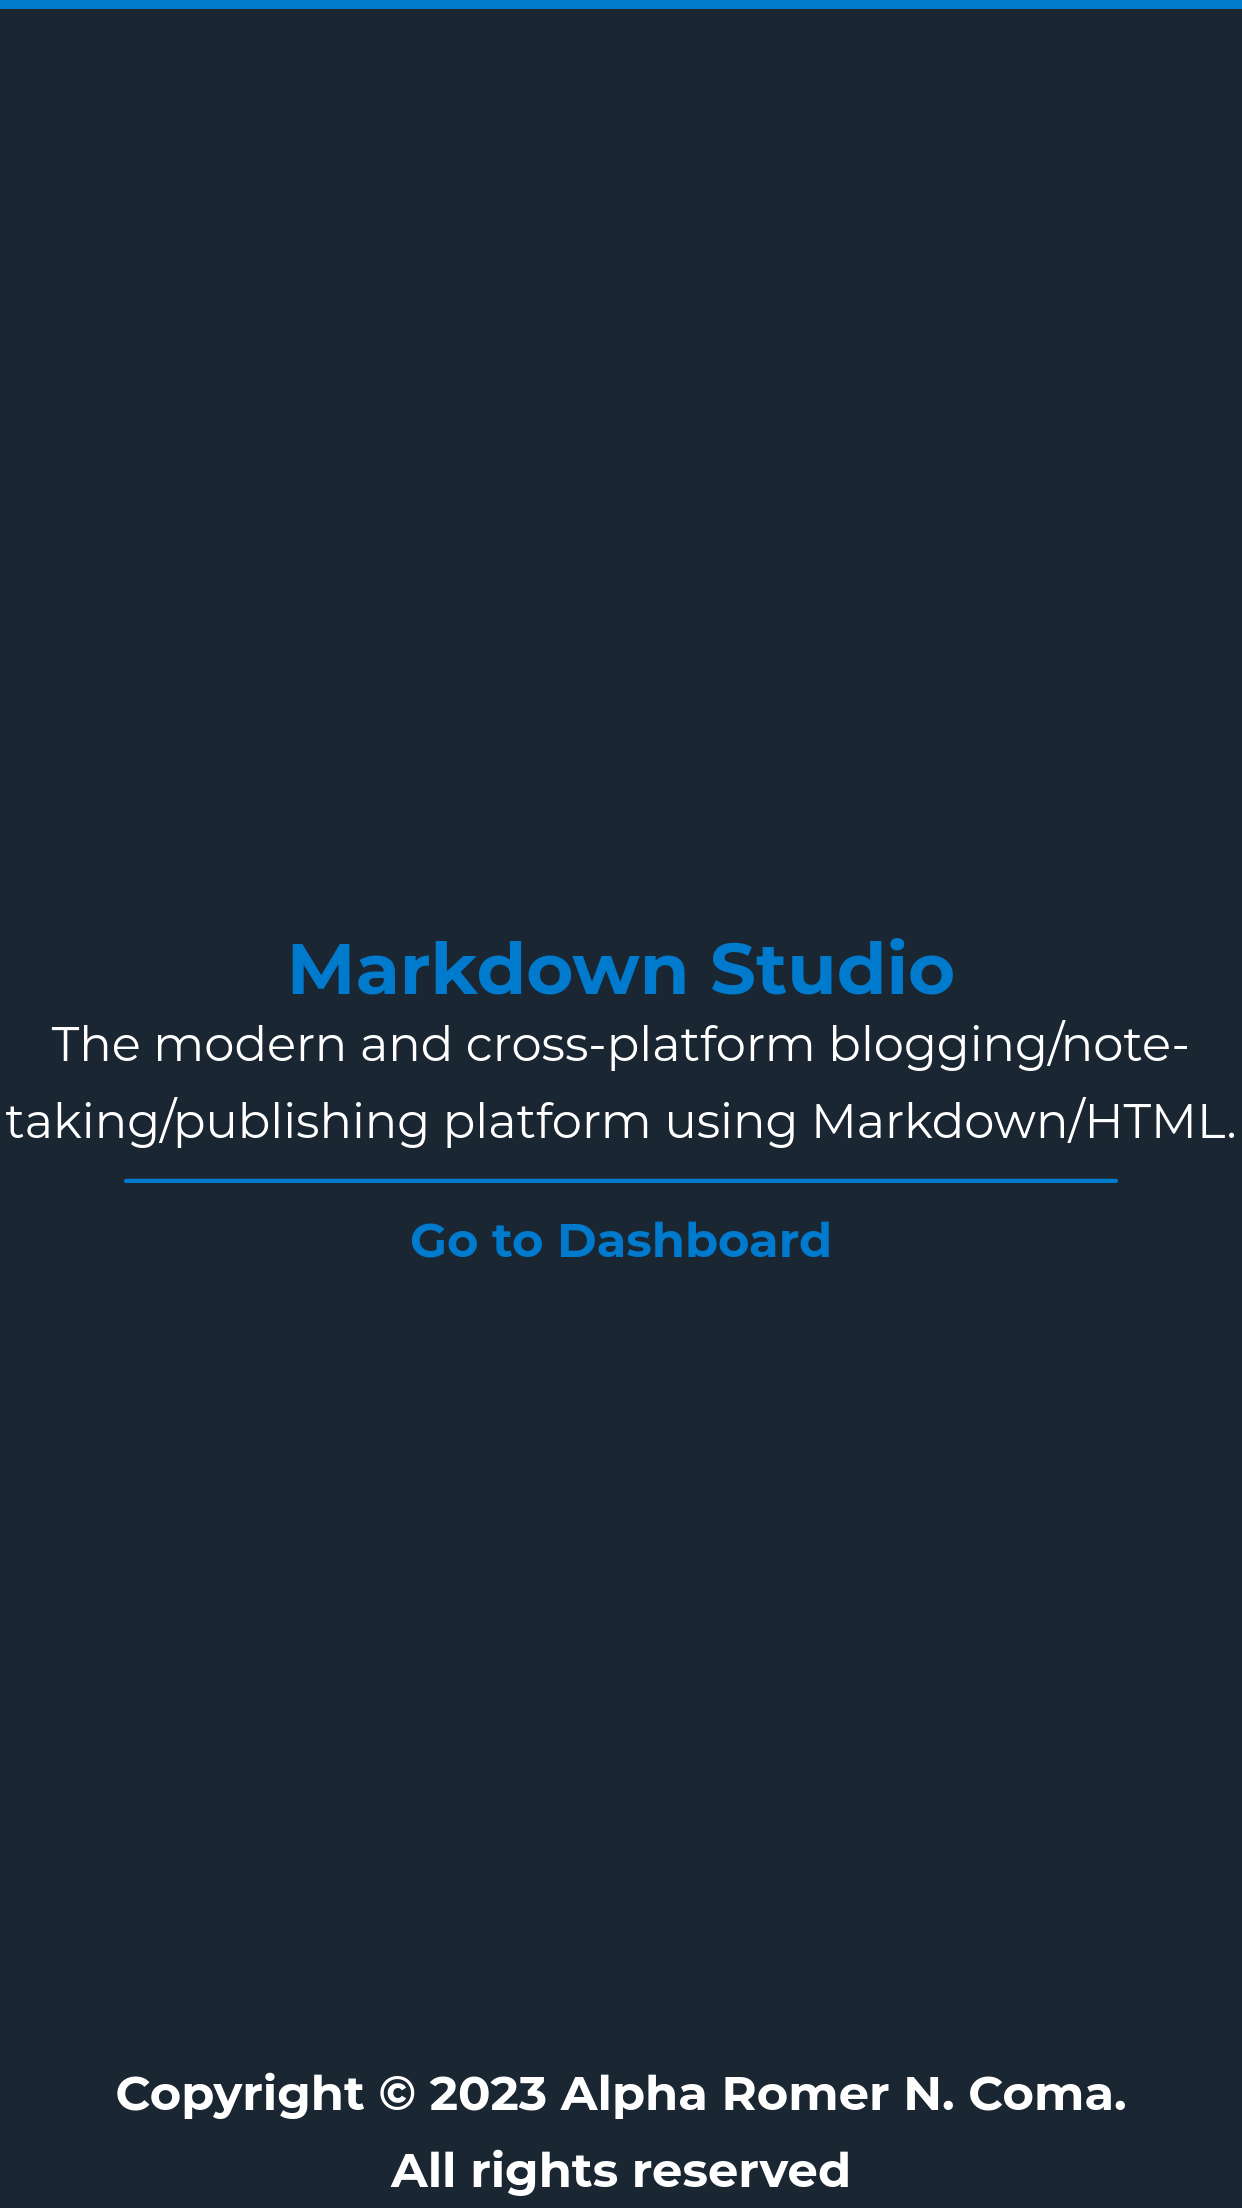 Markdown Studio
The modern and cross-platform blogging/note-
taking/publishing platform using Markdown/HTML.
Go to Dashboard
Copyright © 2023 Alpha Romer N. Coma.
All rights reserved